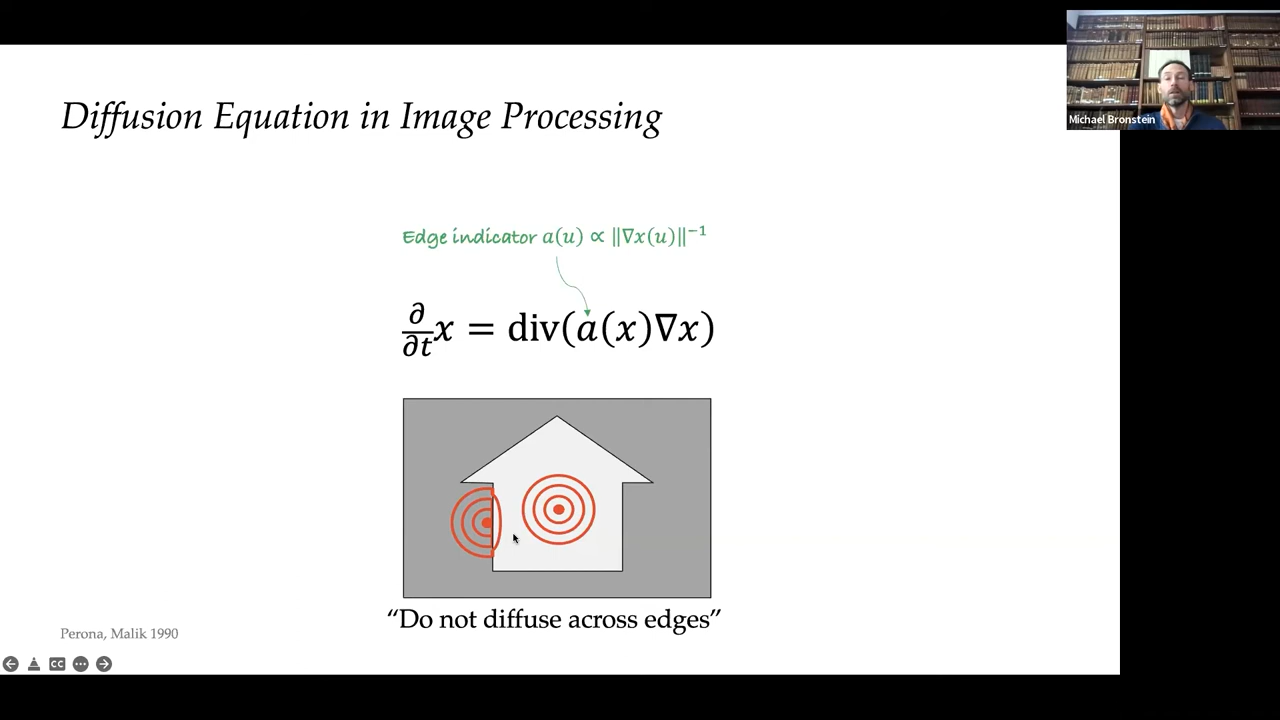 Diffusion Equation in Image Processing
Michael Bronstein
Edge indicator a(u) ∝ ‖∇x(u)‖⁻¹
∂/∂t x = div(a(x)∇x)
“Do not diffuse across edges”
Perona, Malik 1990
CC